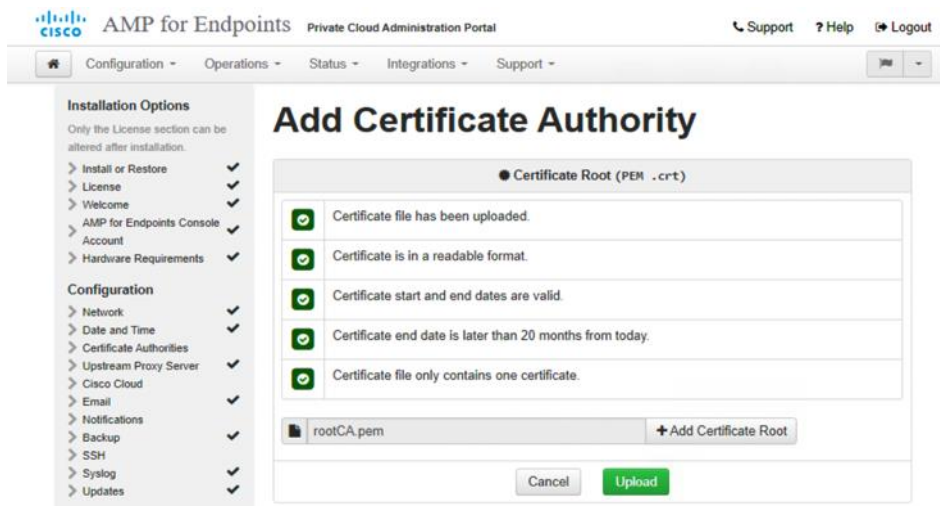 CISCO AMP for Endpoints Private Cloud Administration Portal Support ? Help Logout
Configuration Operations Status Integrations Support
Installation Options
Only the License section can be
altered after installation.
Install or Restore
License
Welcome
AMP for Endpoints Console
Account
Hardware Requirements
Configuration
Network
Date and Time
Certificate Authorities
Upstream Proxy Server
Cisco Cloud
Email
Notifications
Backup
SSH
Syslog
Updates
Add Certificate Authority
Certificate Root (PEM .crt)
Certificate file has been uploaded.
Certificate is in a readable format.
Certificate start and end dates are valid.
Certificate end date is later than 20 months from today.
Certificate file only contains one certificate.
rootCA.pem +Add Certificate Root
Cancel Upload